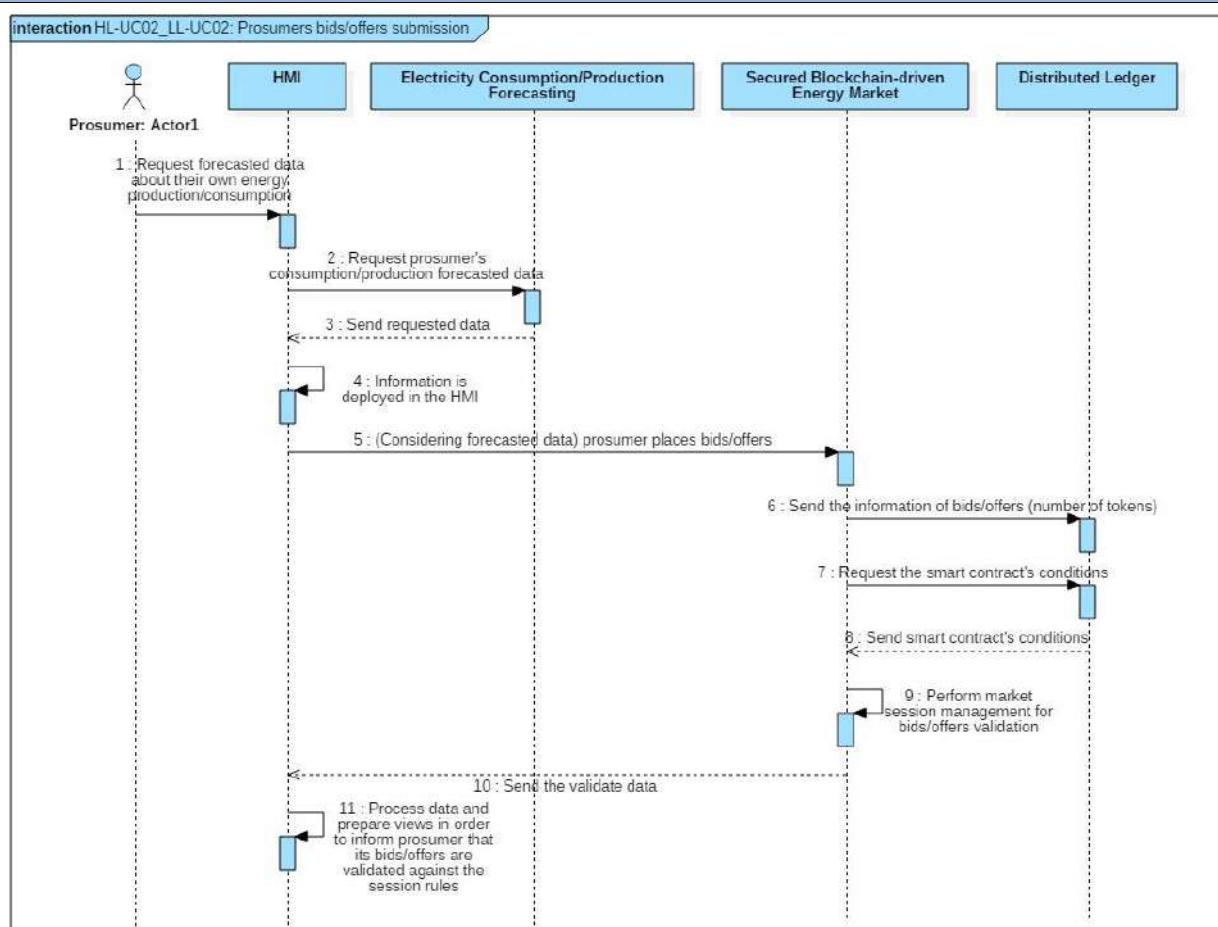 interaction HL-UC02_LL-UC02: Prosumers bids/offers submission
HMI
Electricity Consumption/Production
Forecasting
Secured Blockchain-driven
Energy Market
Distributed Ledger
Prosumer: Actor1
1 : Request forecasted data
about their own energy
production/consumption
2 : Request prosumer's
consumption/production forecasted data
3 : Send requested data
4 : Information is
deployed in the HMI
5 : (Considering forecasted data) prosumer places bids/offers
6 : Send the information of bids/offers (number of tokens)
7 : Request the smart contract's conditions
8 : Send smart contract's conditions
9 : Perform market
session management for
bids/offers validation
10 : Send the validate data
11 : Process data and
prepare views in order
to inform prosumer that
its bids/offers are
validated against the
session rules